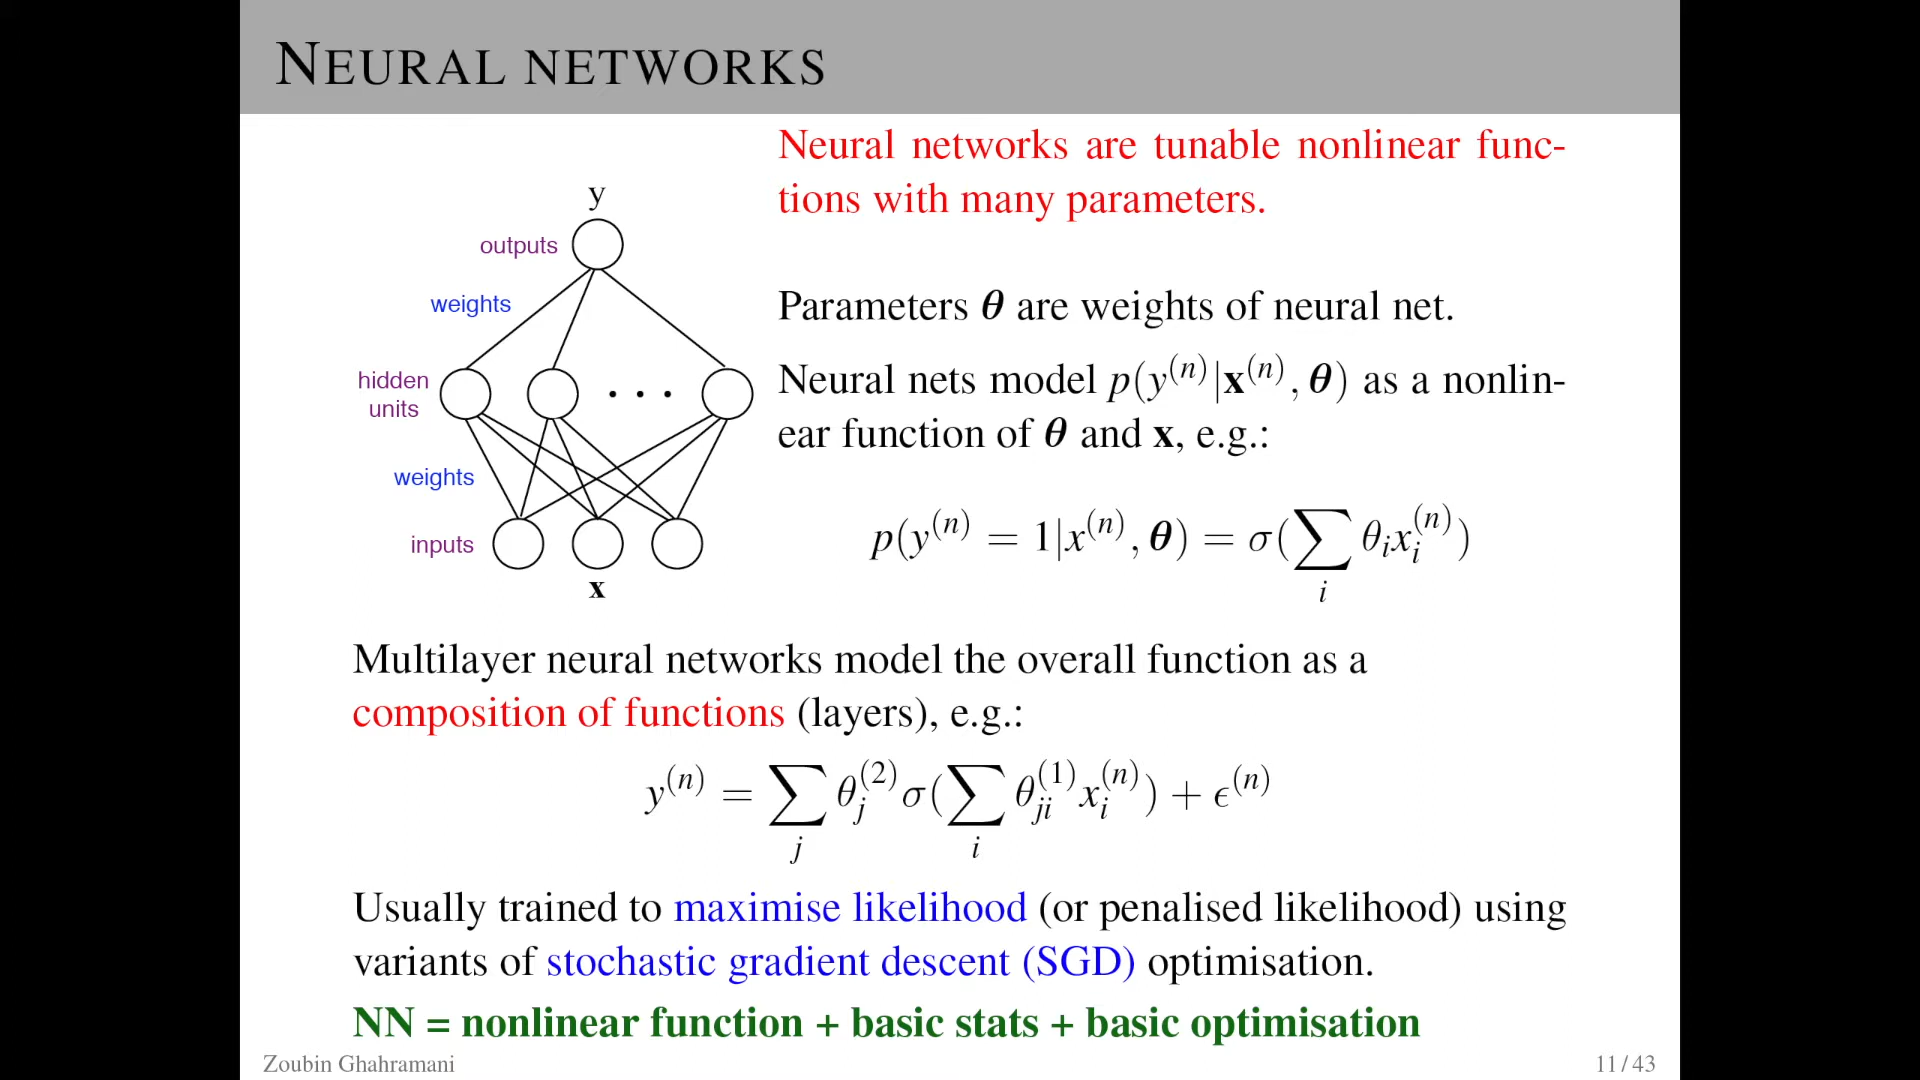 NEURAL NETWORKS
y
outputs
weights
hidden
units
· · ·
weights
inputs
x
Neural networks are tunable nonlinear func-
tions with many parameters.
Parameters θ are weights of neural net.
Neural nets model p(y^(n)|x^(n), θ) as a nonlin-
ear function of θ and x, e.g.:
p(y^(n) = 1|x^(n), θ) = σ(∑_i θ_i x_i^(n))
Multilayer neural networks model the overall function as a
composition of functions (layers), e.g.:
y^(n) = ∑_j θ_j^(2) σ(∑_i θ_ji^(1) x_i^(n)) + ϵ^(n)
Usually trained to maximise likelihood (or penalised likelihood) using
variants of stochastic gradient descent (SGD) optimisation.
NN = nonlinear function + basic stats + basic optimisation
Zoubin Ghahramani
11 / 43